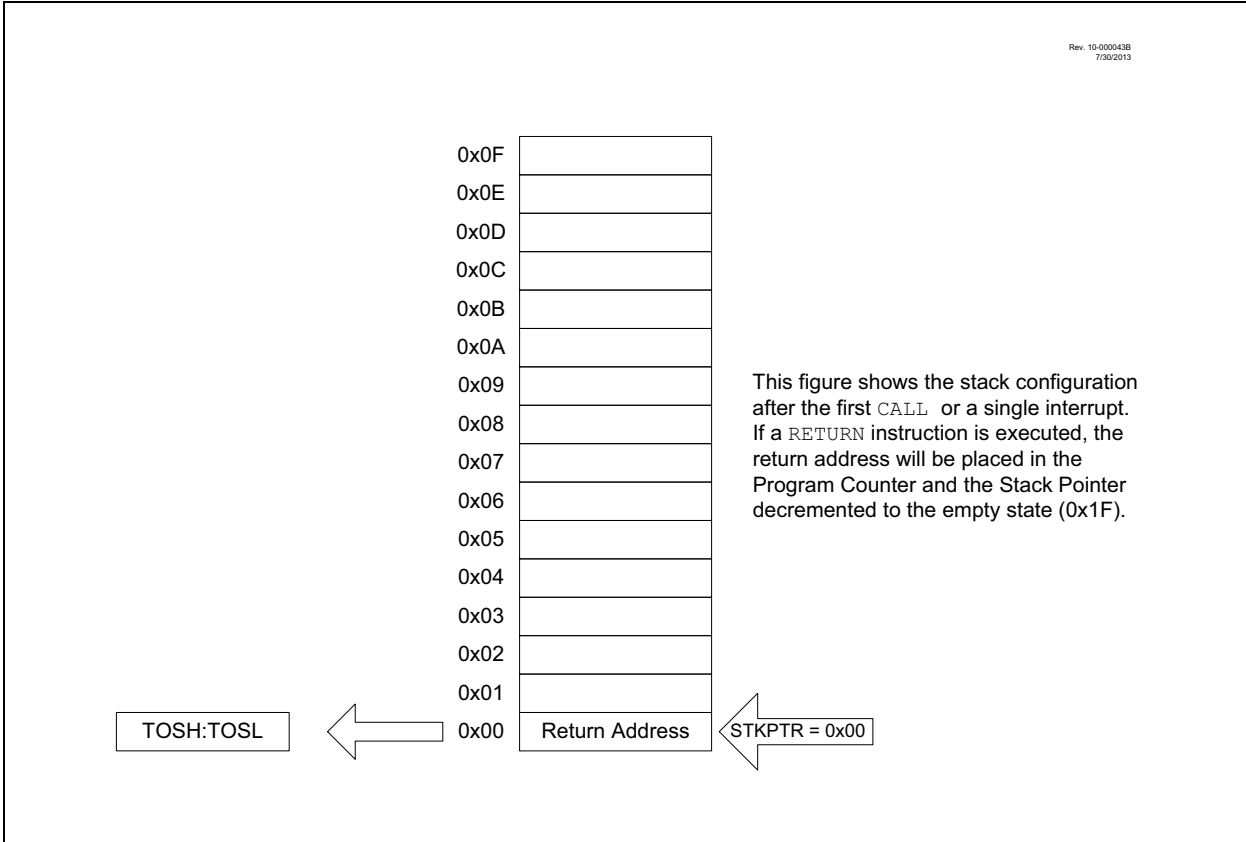 Rev. 10-000043B
7/30/2013
0x0F
0x0E
0x0D
0x0C
0x0B
0x0A
0x09
0x08
0x07
0x06
0x05
0x04
0x03
0x02
0x01
This figure shows the stack configuration
after the first CALL or a single interrupt.
If a RETURN instruction is executed, the
return address will be placed in the
Program Counter and the Stack Pointer
decremented to the empty state (0x1F).
TOSH:TOSL
0x00
Return Address
STKPTR = 0x00